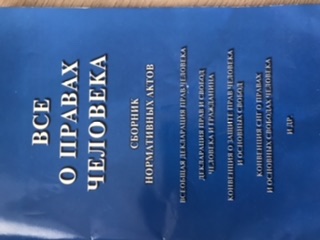 ВСЕ
О ПРАВАХ
ЧЕЛОВЕКА
СБОРНИК
НОРМАТИВНЫХ АКТОВ
ВСЕОБЩАЯ ДЕКЛАРАЦИЯ ПРАВ ЧЕЛОВЕКА
ДЕКЛАРАЦИЯ ПРАВ И СВОБОД
ЧЕЛОВЕКА И ГРАЖДАНИНА
КОНВЕНЦИЯ О ЗАЩИТЕ ПРАВ ЧЕЛОВЕКА
И ОСНОВНЫХ СВОБОД
КОНВЕНЦИЯ СНГ О ПРАВАХ
И ОСНОВНЫХ СВОБОДАХ ЧЕЛОВЕКА
И ДР.